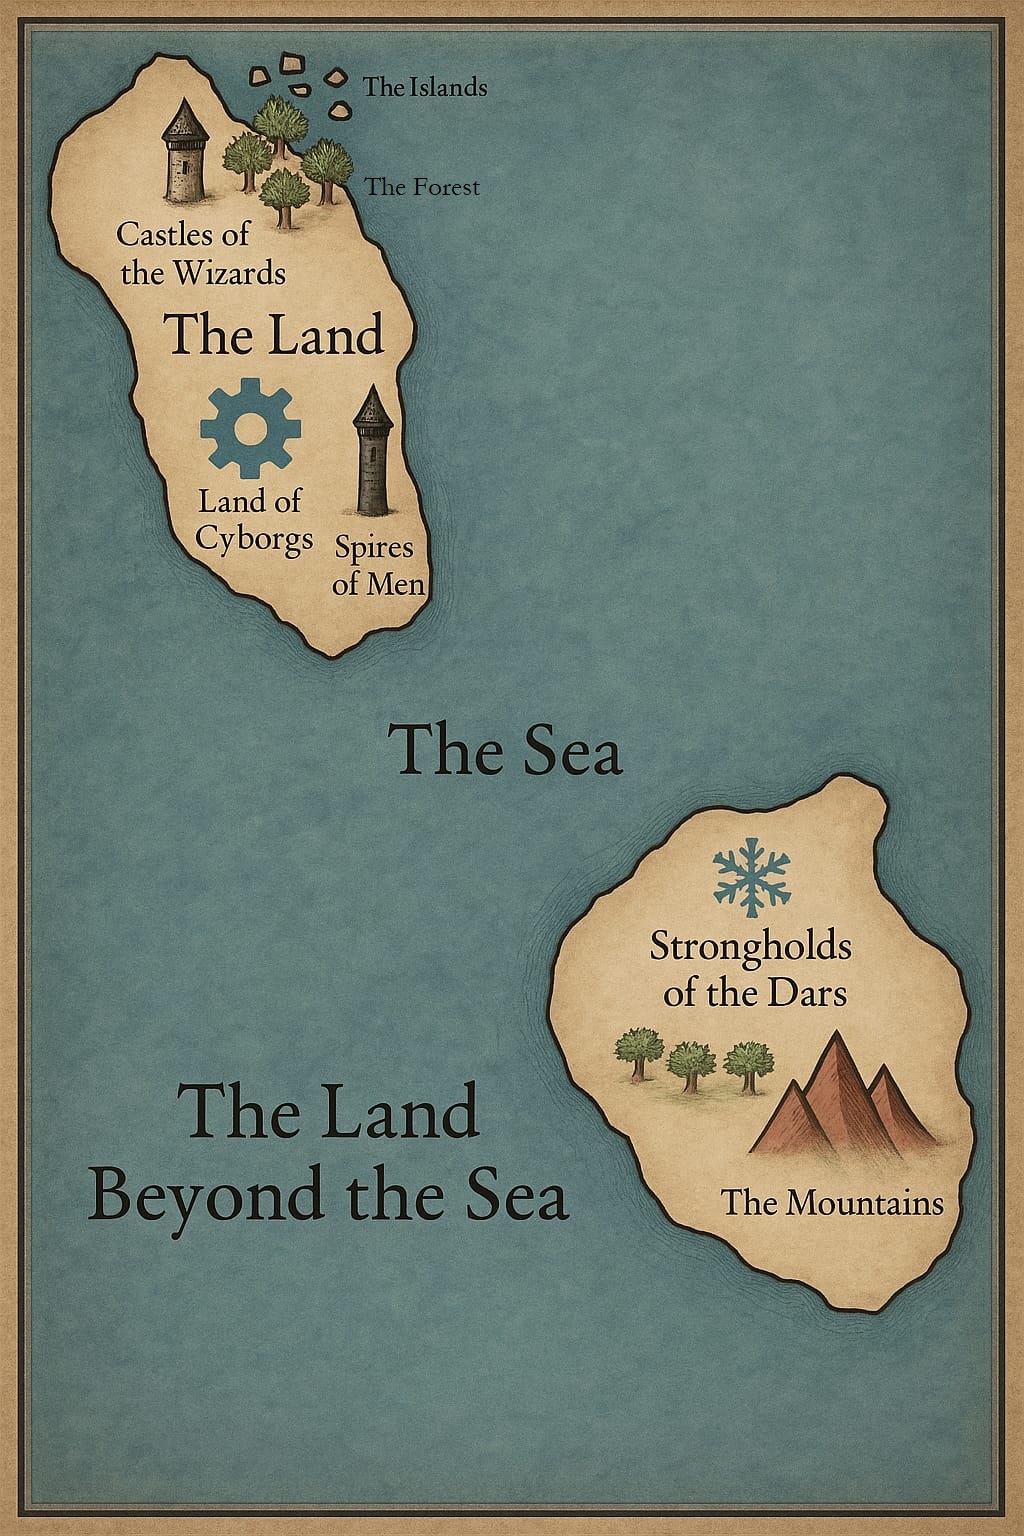 The Islands
The Forest
Castles of
the Wizards
The Land
Land of
Cyborgs
Spires
of Men
The Sea
Strongholds
of the Dars
The Land
Beyond the Sea
The Mountains